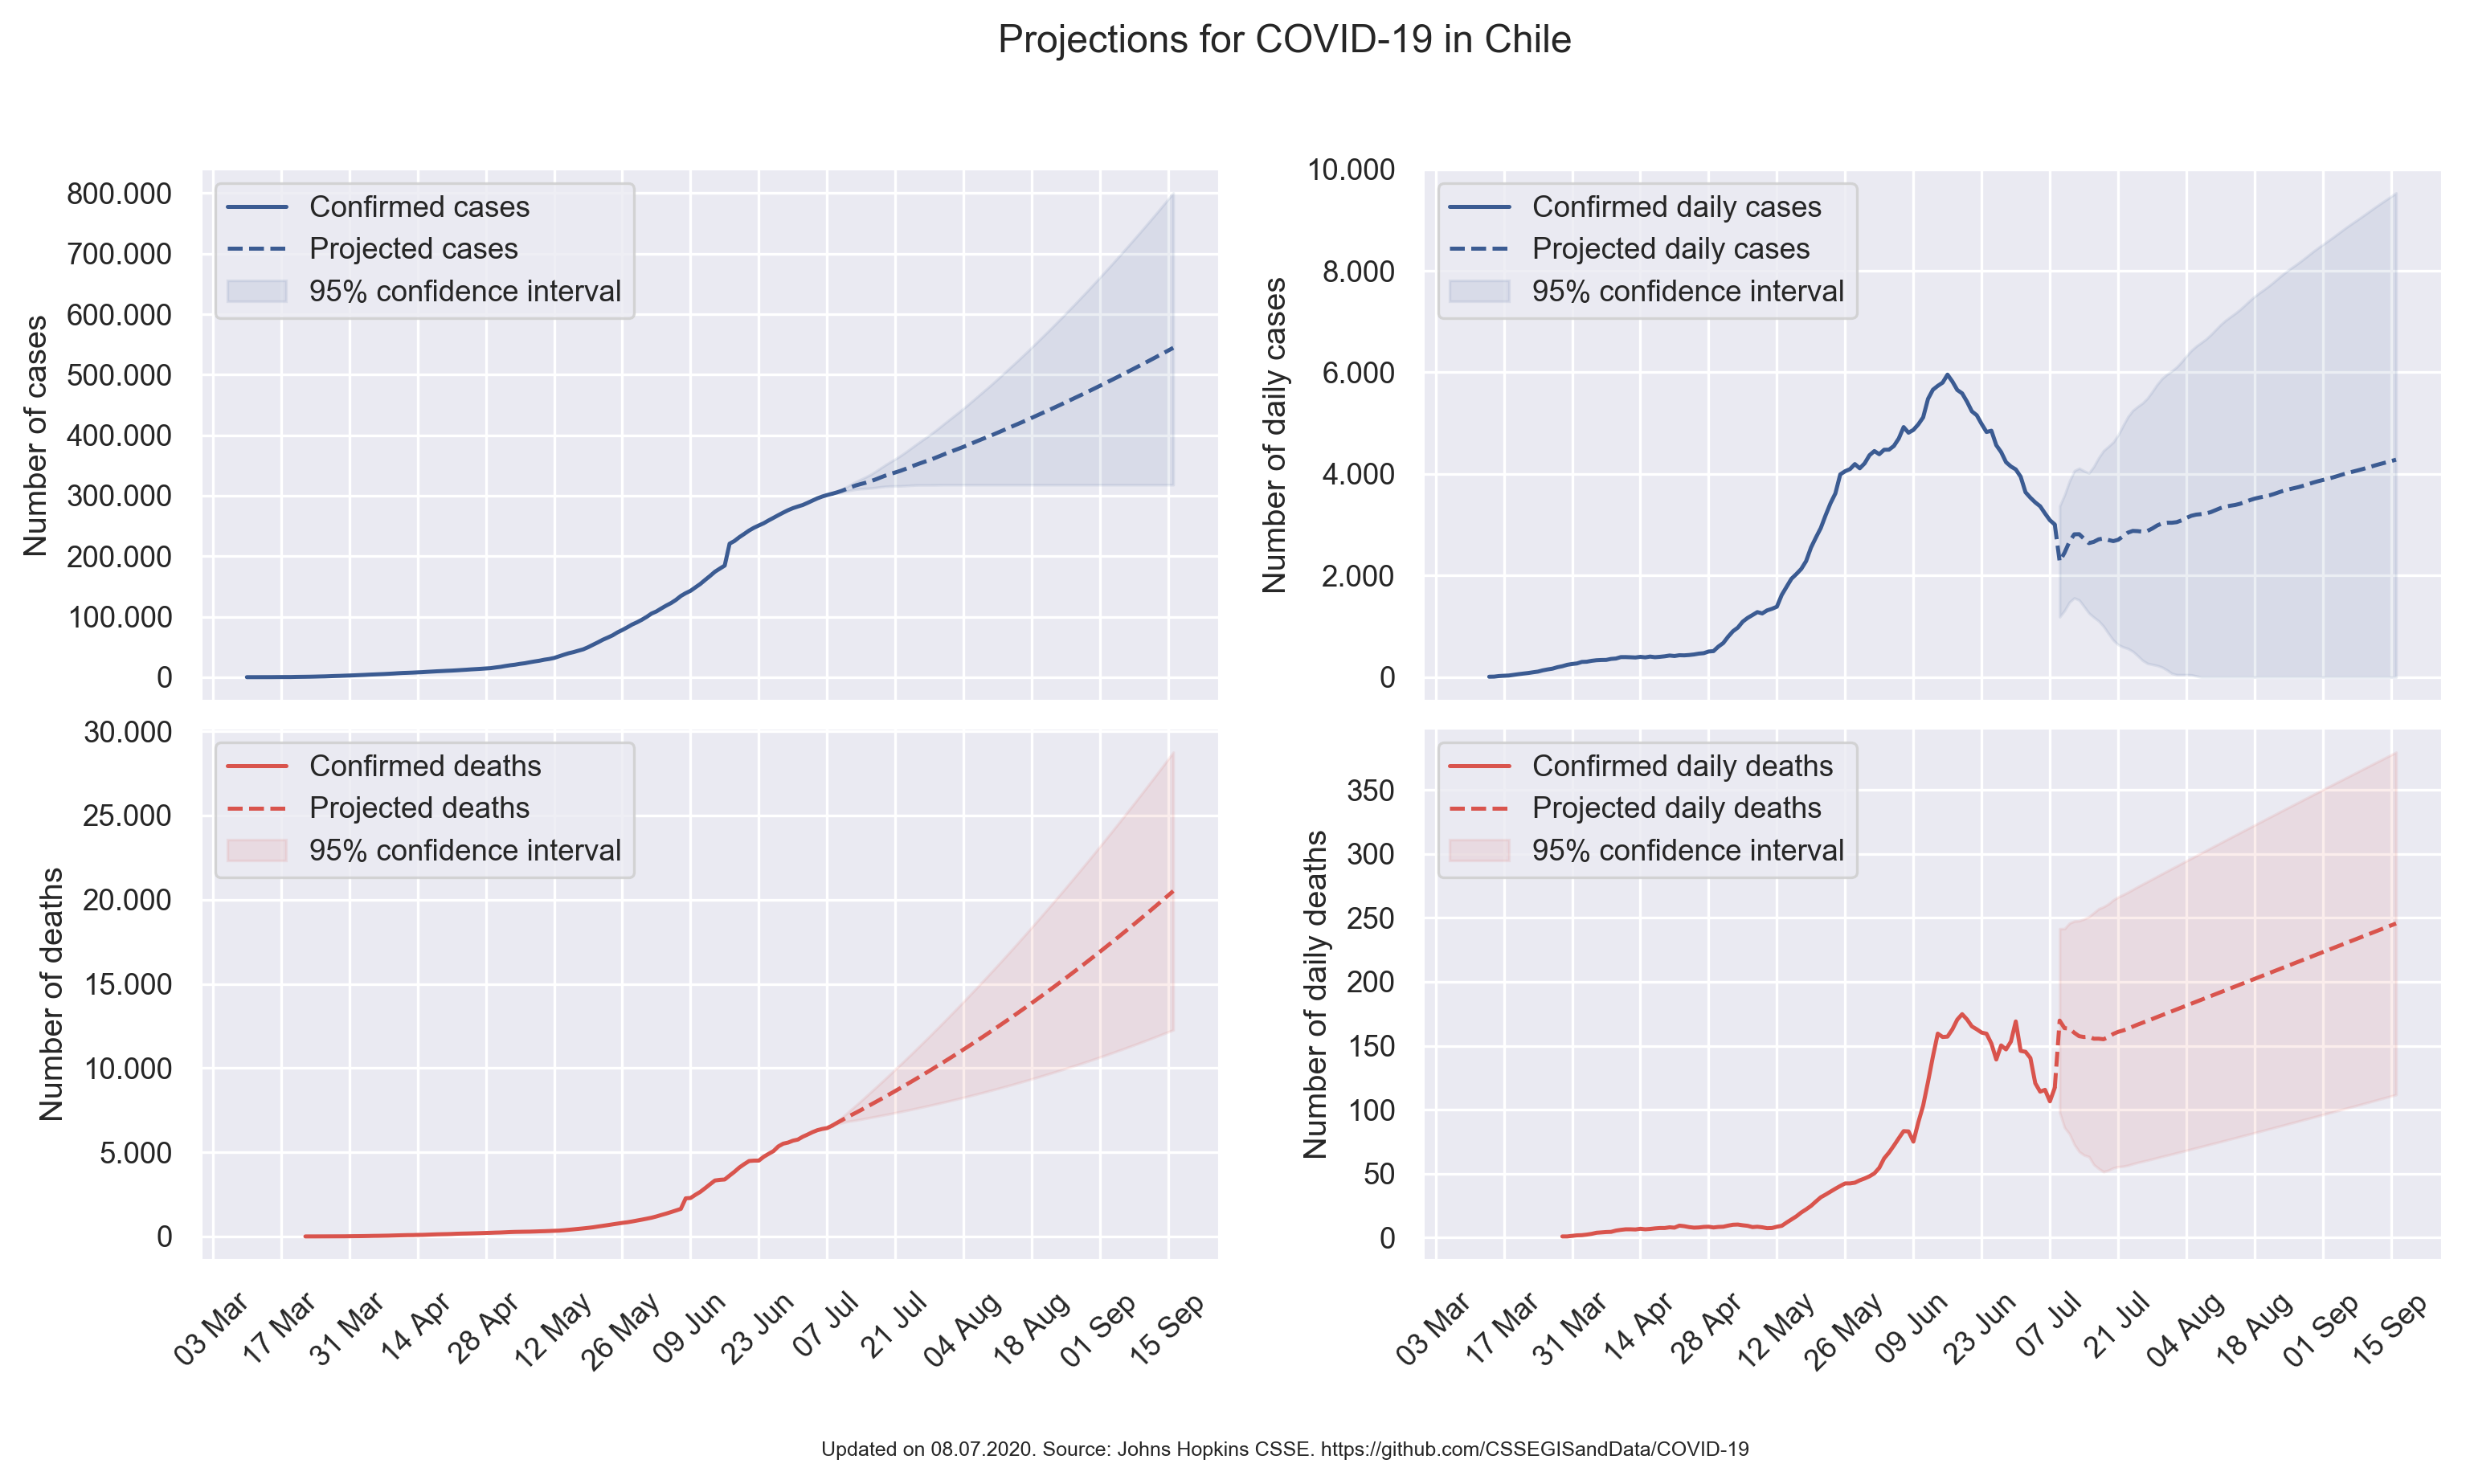 Projections for COVID-19 in Chile
800.000
700.000
600.000
500.000
400.000
300.000
200.000
100.000
0
Number of cases
Confirmed cases
Projected cases
95% confidence interval
10.000
8.000
6.000
4.000
2.000
0
Number of daily cases
Confirmed daily cases
Projected daily cases
95% confidence interval
30.000
25.000
20.000
15.000
10.000
5.000
0
Number of deaths
Confirmed deaths
Projected deaths
95% confidence interval
03 Mar
17 Mar
31 Mar
14 Apr
28 Apr
12 May
26 May
09 Jun
23 Jun
07 Jul
21 Jul
04 Aug
18 Aug
01 Sep
15 Sep
350
300
250
200
150
100
50
0
Number of daily deaths
Confirmed daily deaths
Projected daily deaths
95% confidence interval
03 Mar
17 Mar
31 Mar
14 Apr
28 Apr
12 May
26 May
09 Jun
23 Jun
07 Jul
21 Jul
04 Aug
18 Aug
01 Sep
15 Sep
Updated on 08.07.2020. Source: Johns Hopkins CSSE. https://github.com/CSSEGISandData/COVID-19